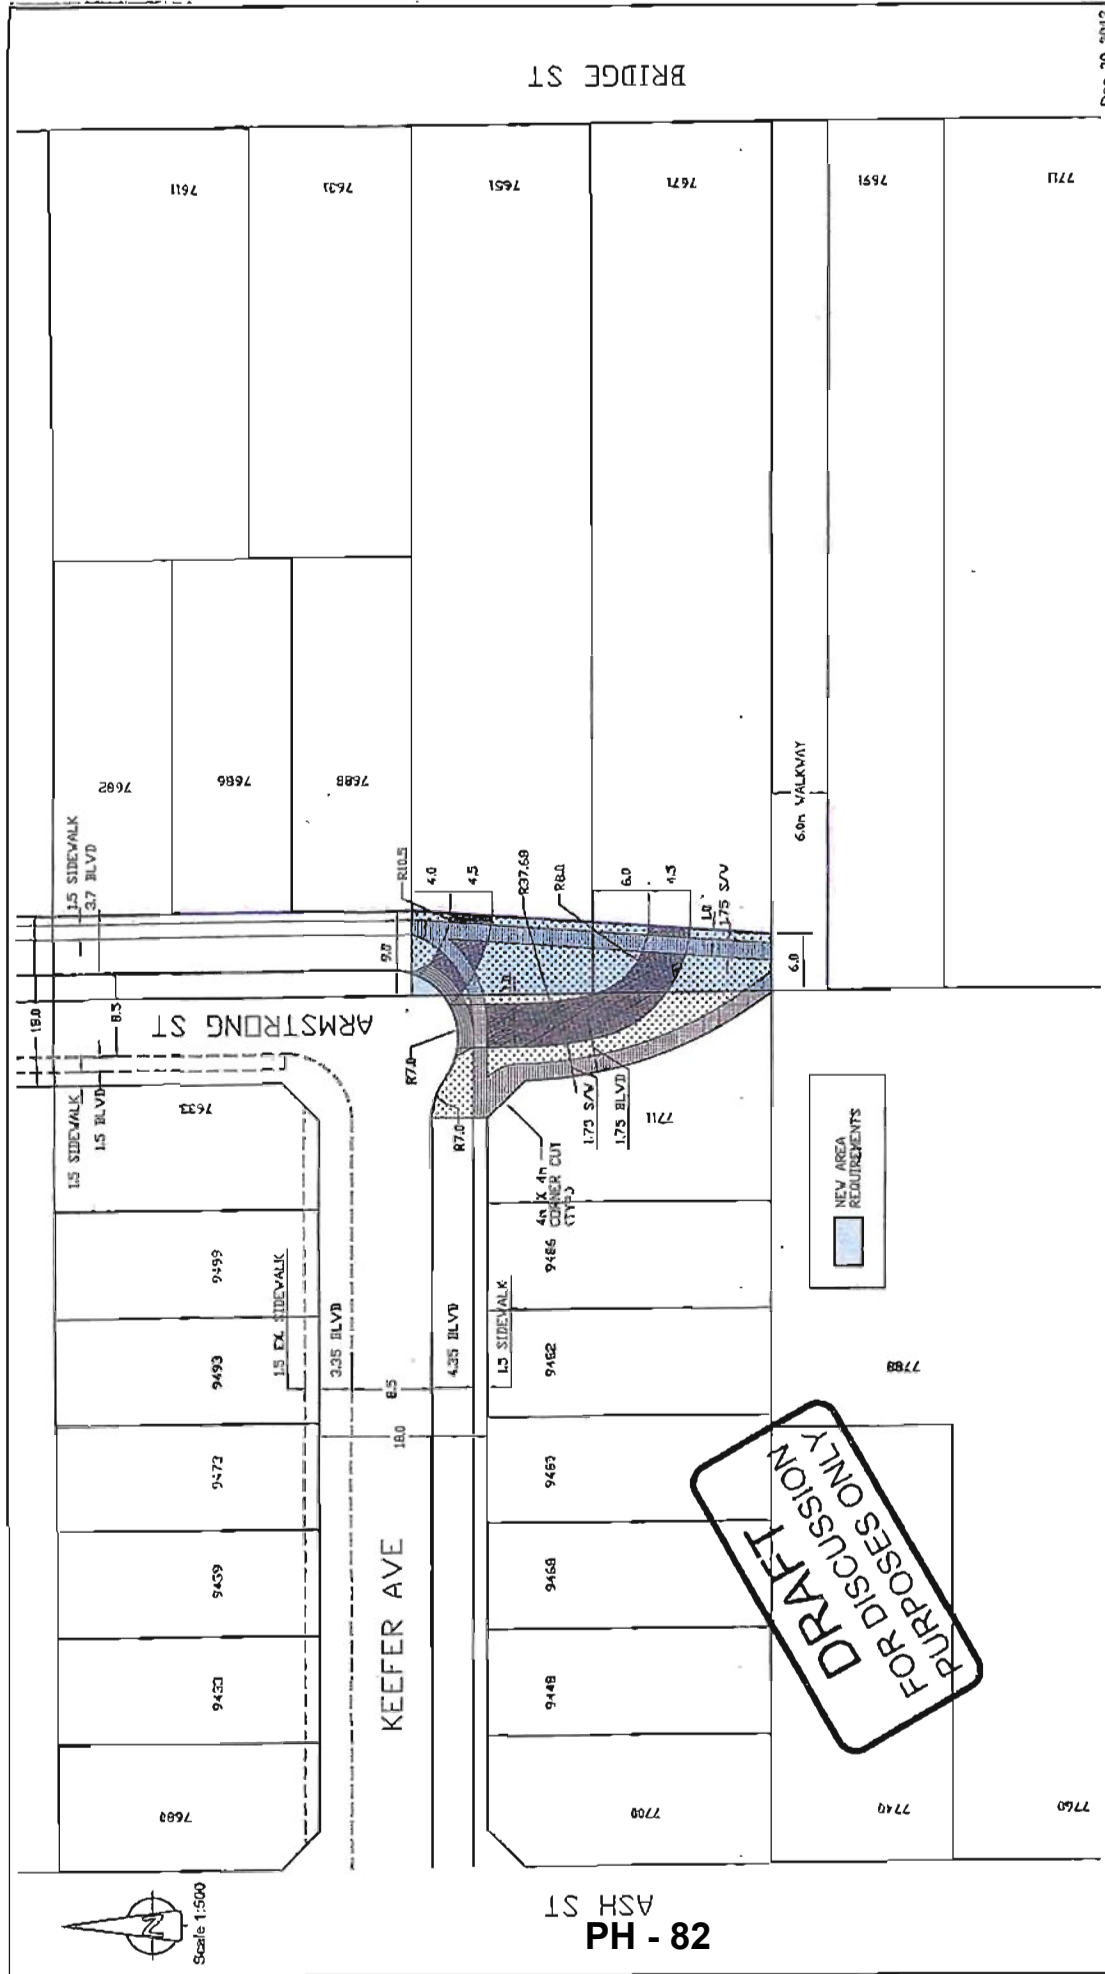 BRIDGE ST
7611
7631
7651
7671
7691
7711
7682
7686
7688
1.5 SIDEWALK
3.7 BLVD
R10.5
4.0
4.5
R37.69
R8.0
6.0
4.5
1.0
1.75 S/W
6.0m WALKWAY
9.0
6.0
19.0
8.5
ARMSTRONG ST
R7.0
R7.0
1.5 SIDEWALK
1.5 BLVD
7633
1.75 S/W
1.75 BLVD
7711
4m X 4m
CORNER CUT
(TYP.)
NEW AREA
REQUIREMENTS
9499
9493
9473
9459
9433
7680
1.5 EX. SIDEWALK
3.35 BLVD
8.5
4.35 BLVD
1.5 SIDEWALK
18.0
KEEFER AVE
9486
9482
9468
9448
7700
7788
7740
7760
DRAFT
FOR DISCUSSION
PURPOSES ONLY
N
Scale 1:500
ASH ST
PH - 82